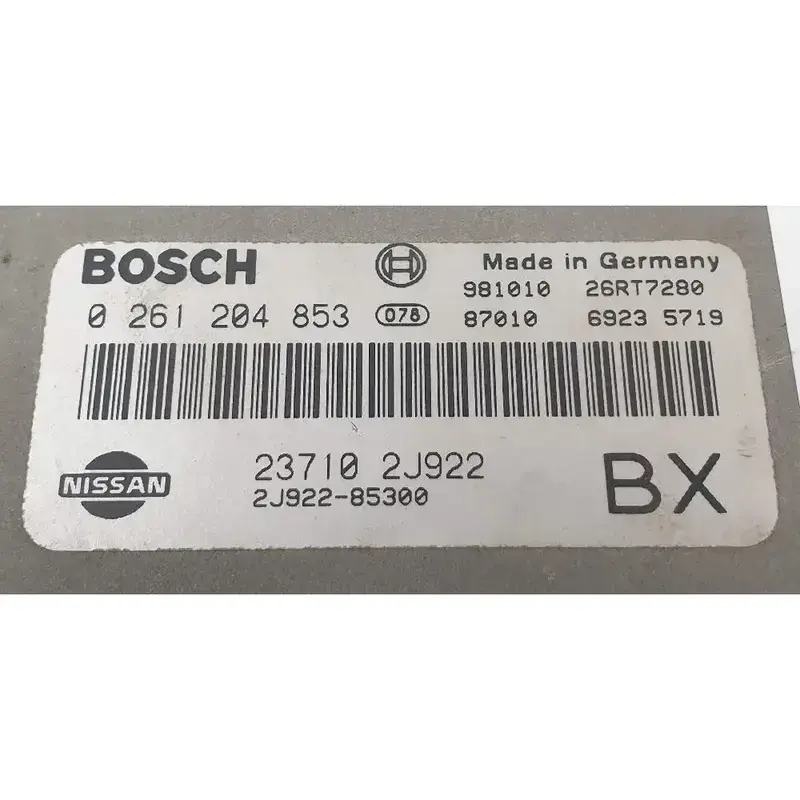 BOSCH Made in Germany
981010 26RT7280
0 261 204 853 078 87010 6923 5719
NISSAN 23710 2J922 BX
2J922-85300